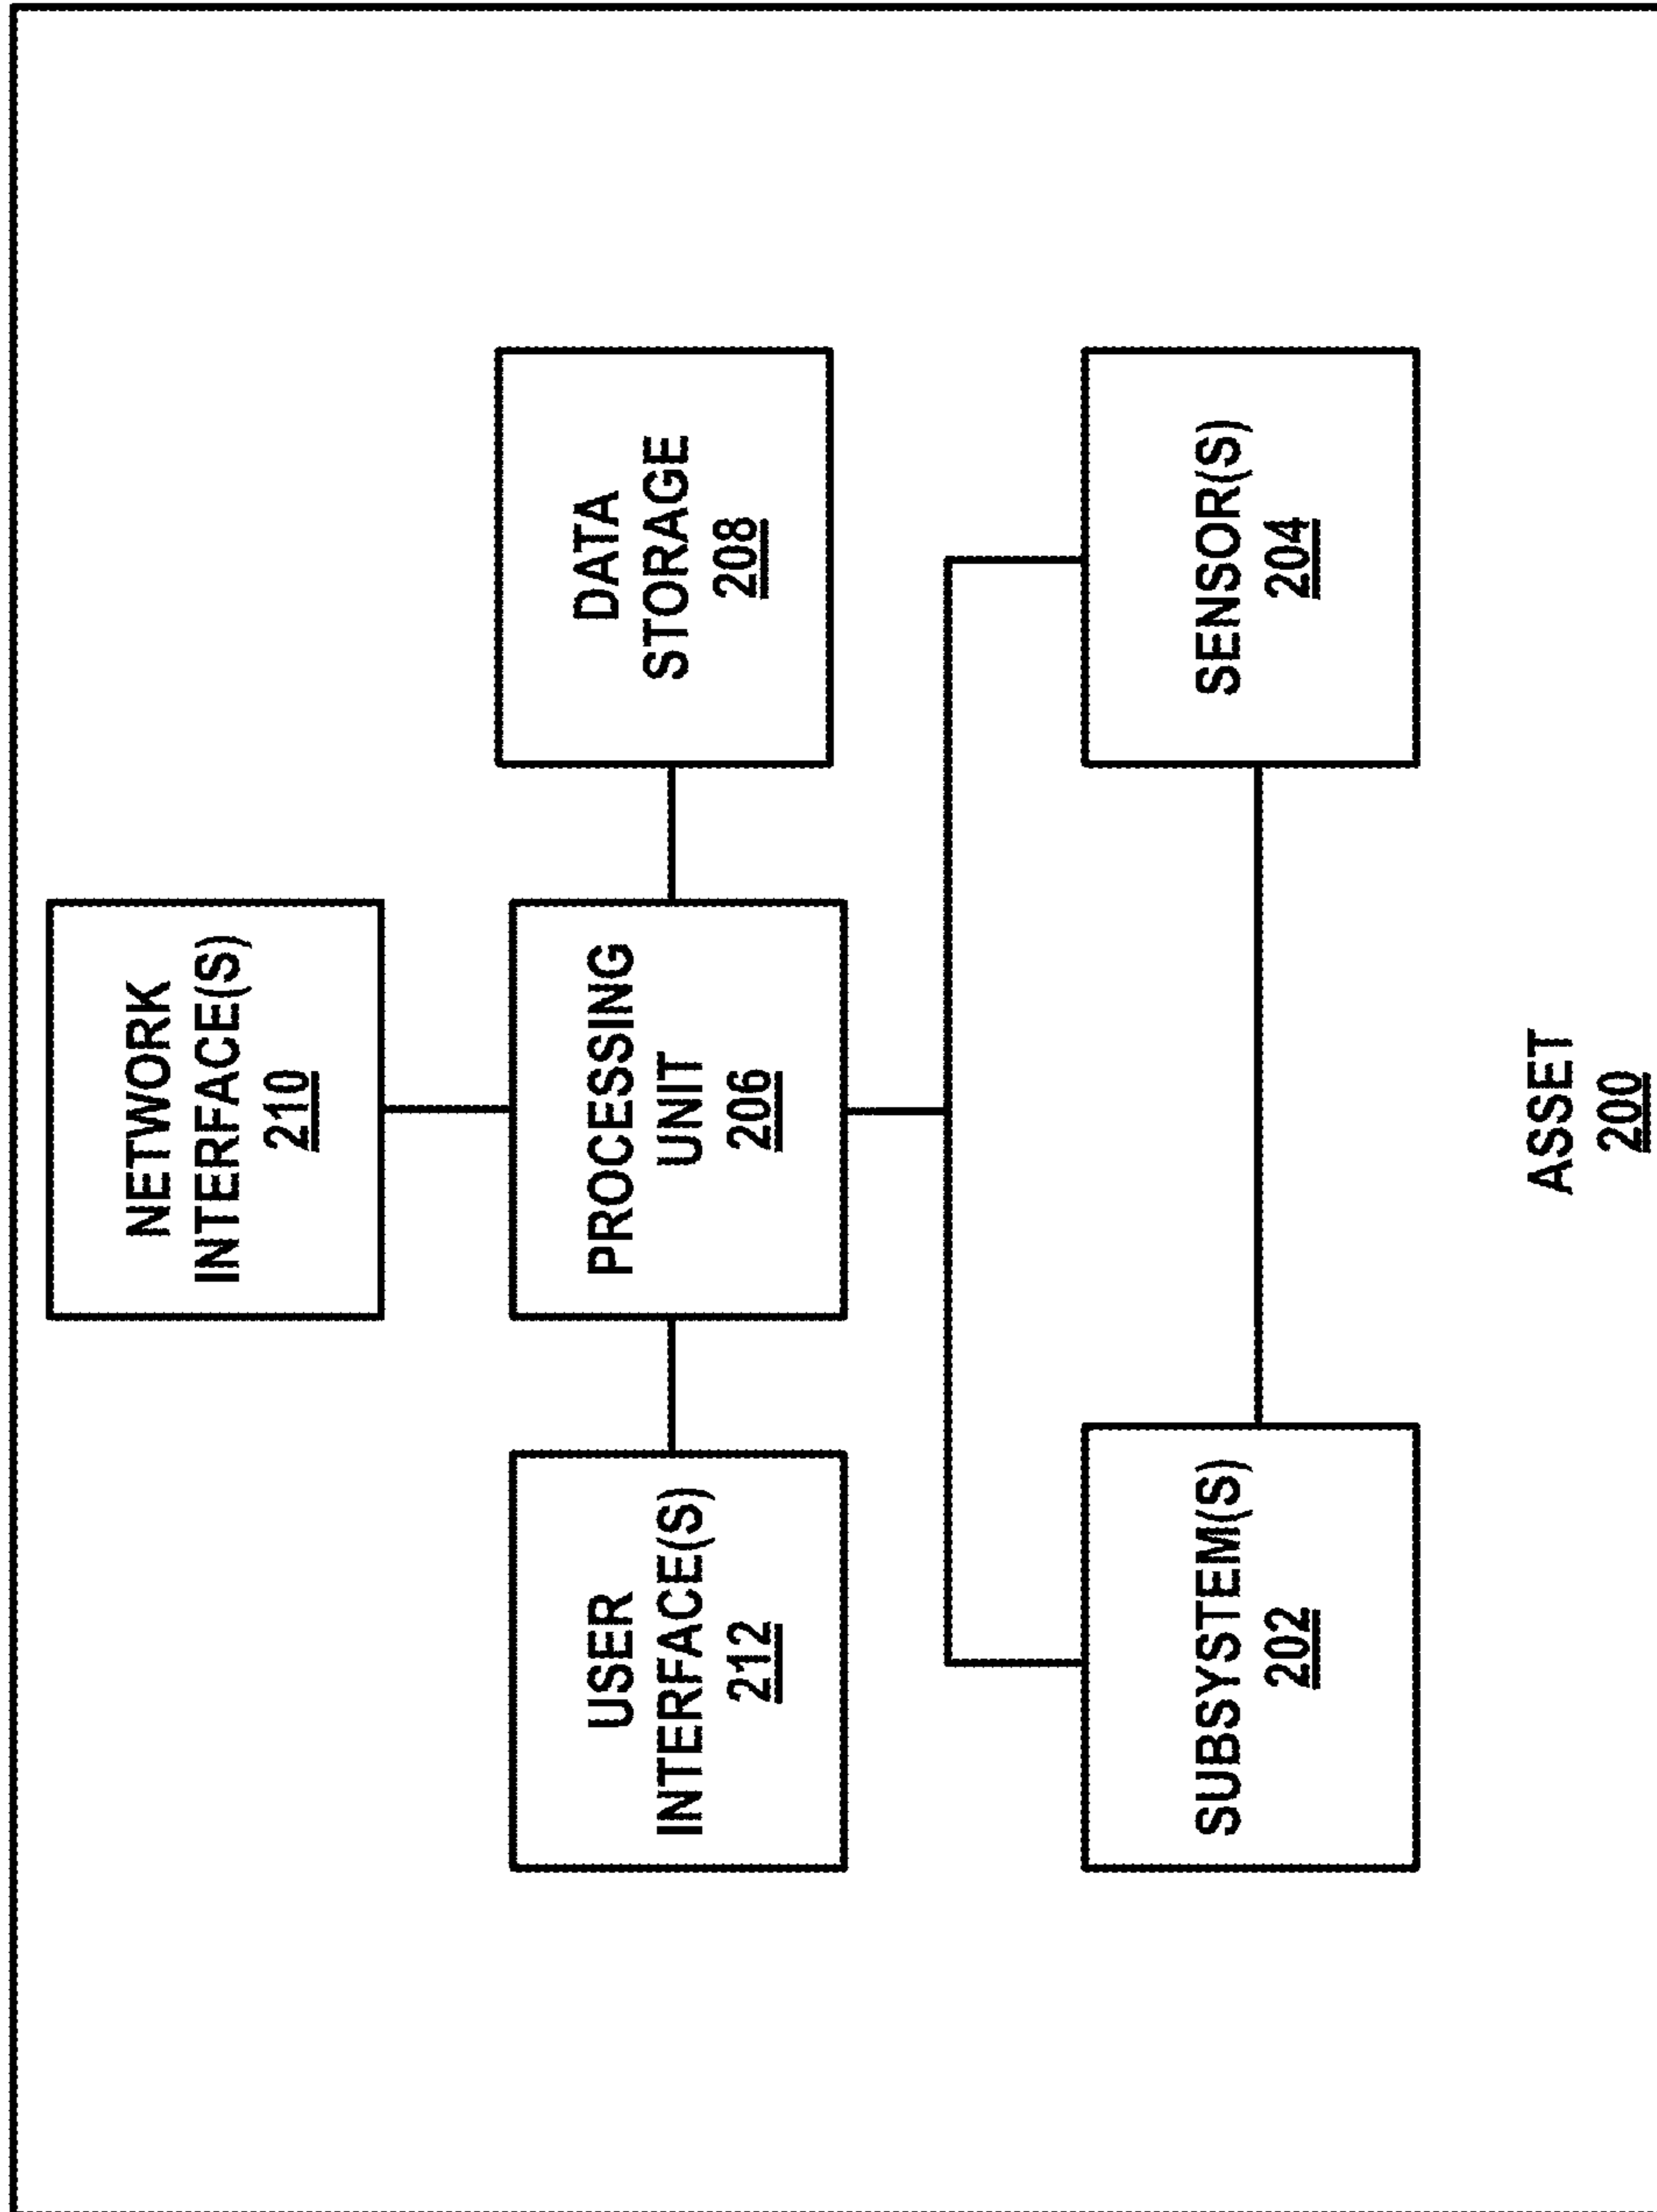 NETWORK
INTERFACE(S)
210
USER
INTERFACE(S)
212
PROCESSING
UNIT
206
DATA
STORAGE
208
SUBSYSTEM(S)
202
SENSOR(S)
204
ASSET
200